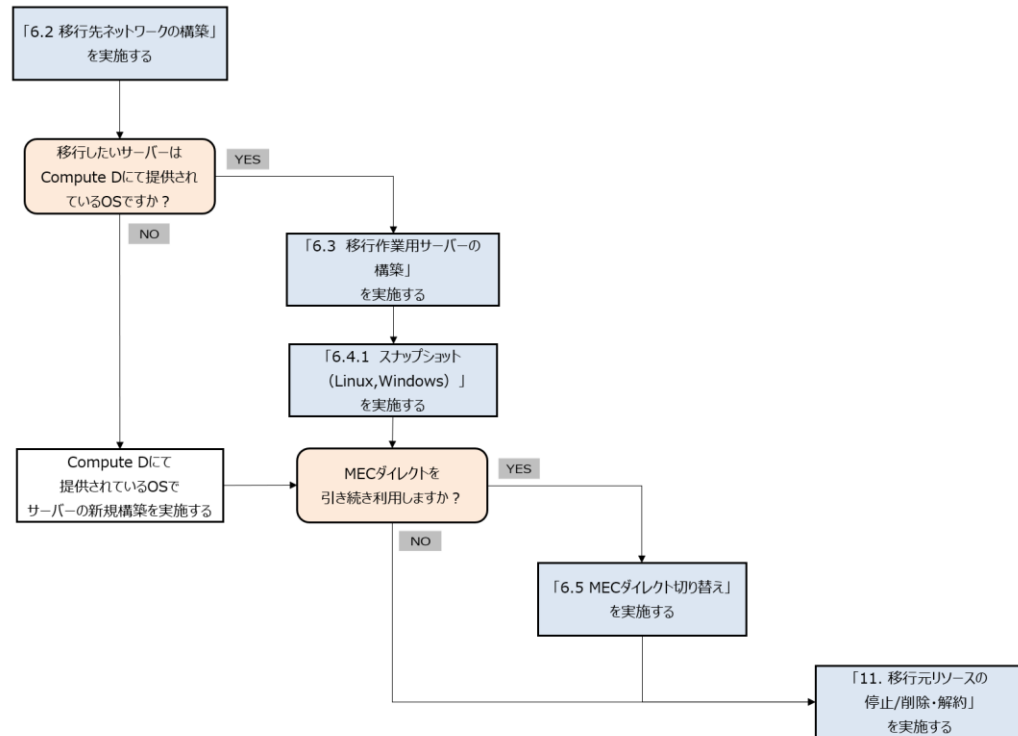 「6.2 移行先ネットワークの構築」
を実施する
移行したいサーバーは
Compute Dにて提供され
ているOSですか？
YES
NO
「6.3 移行作業用サーバーの
構築」
を実施する
「6.4.1 スナップショット
（Linux,Windows）」
を実施する
Compute Dにて
提供されているOSで
サーバーの新規構築を実施する
MECダイレクトを
引き続き利用しますか？
YES
NO
「6.5 MECダイレクト切り替え」
を実施する
「11. 移行元リソースの
停止/削除・解約」
を実施する